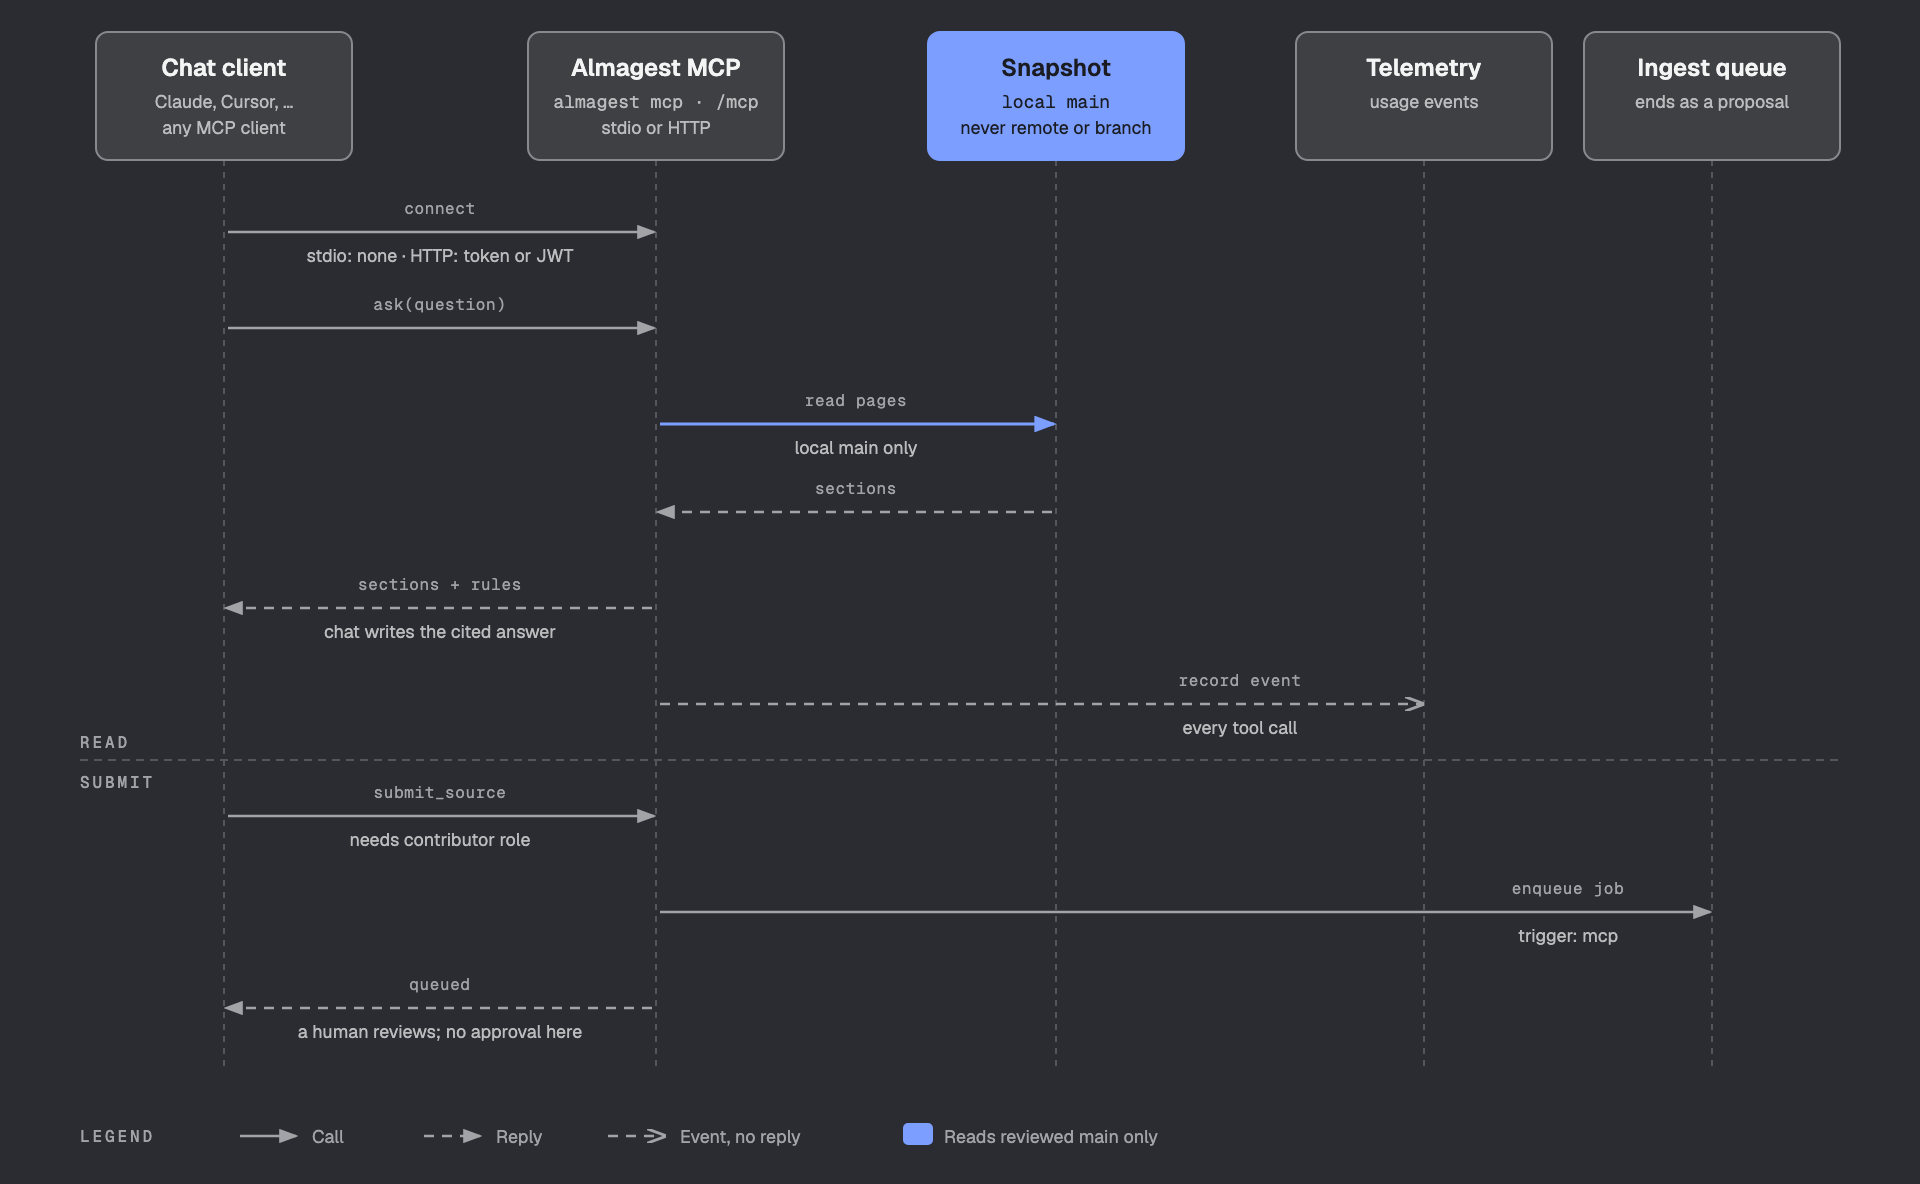 Chat client
Claude, Cursor, …
any MCP client
Almagest MCP
almagest mcp · /mcp
stdio or HTTP
Snapshot
local main
never remote or branch
Telemetry
usage events
Ingest queue
ends as a proposal
connect
stdio: none · HTTP: token or JWT
ask(question)
read pages
local main only
sections
sections + rules
chat writes the cited answer
record event
every tool call
READ
SUBMIT
submit_source
needs contributor role
enqueue job
trigger: mcp
queued
a human reviews; no approval here
LEGEND
Call
Reply
Event, no reply
Reads reviewed main only